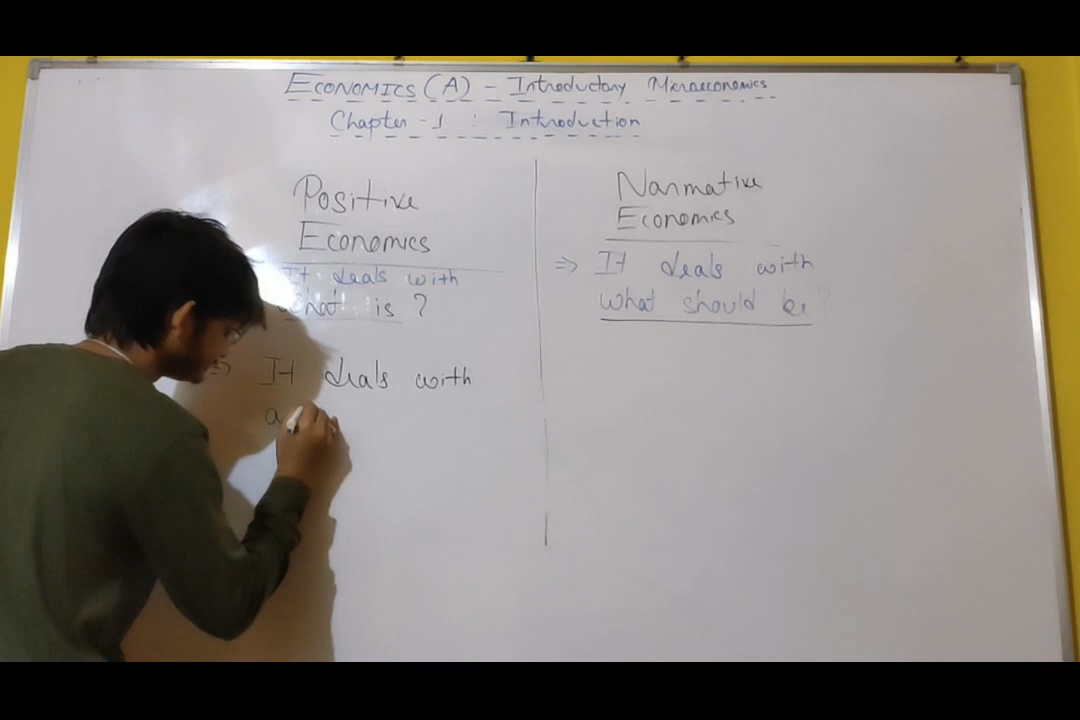 ECONOMICS (A) - Introductory Microeconomics
Chapter - 1 : Introduction
Positive
Economics
It deals with
what is ?
⇒ It deals with
a
Normative
Economics
⇒ It deals with
what should be ?